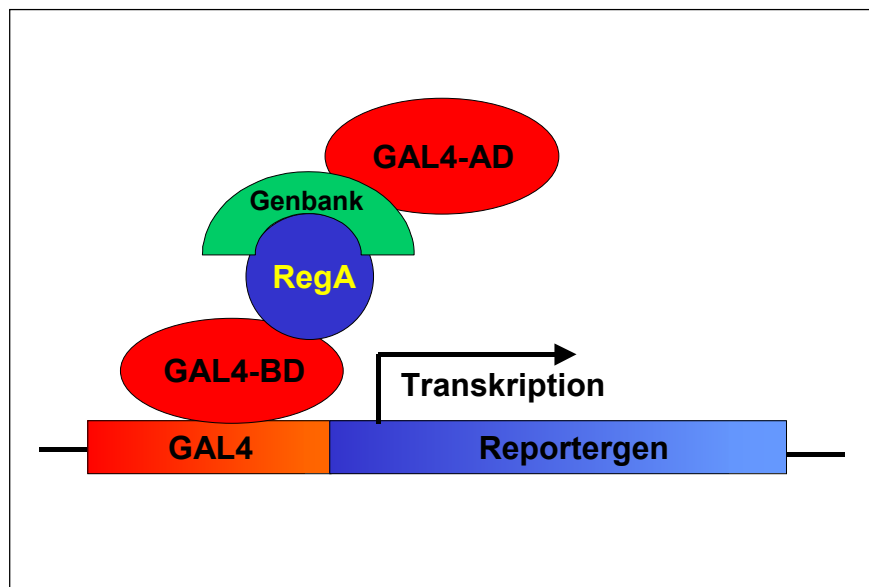 GAL4-AD
Genbank
RegA
GAL4-BD
Transkription
GAL4 Reportergen